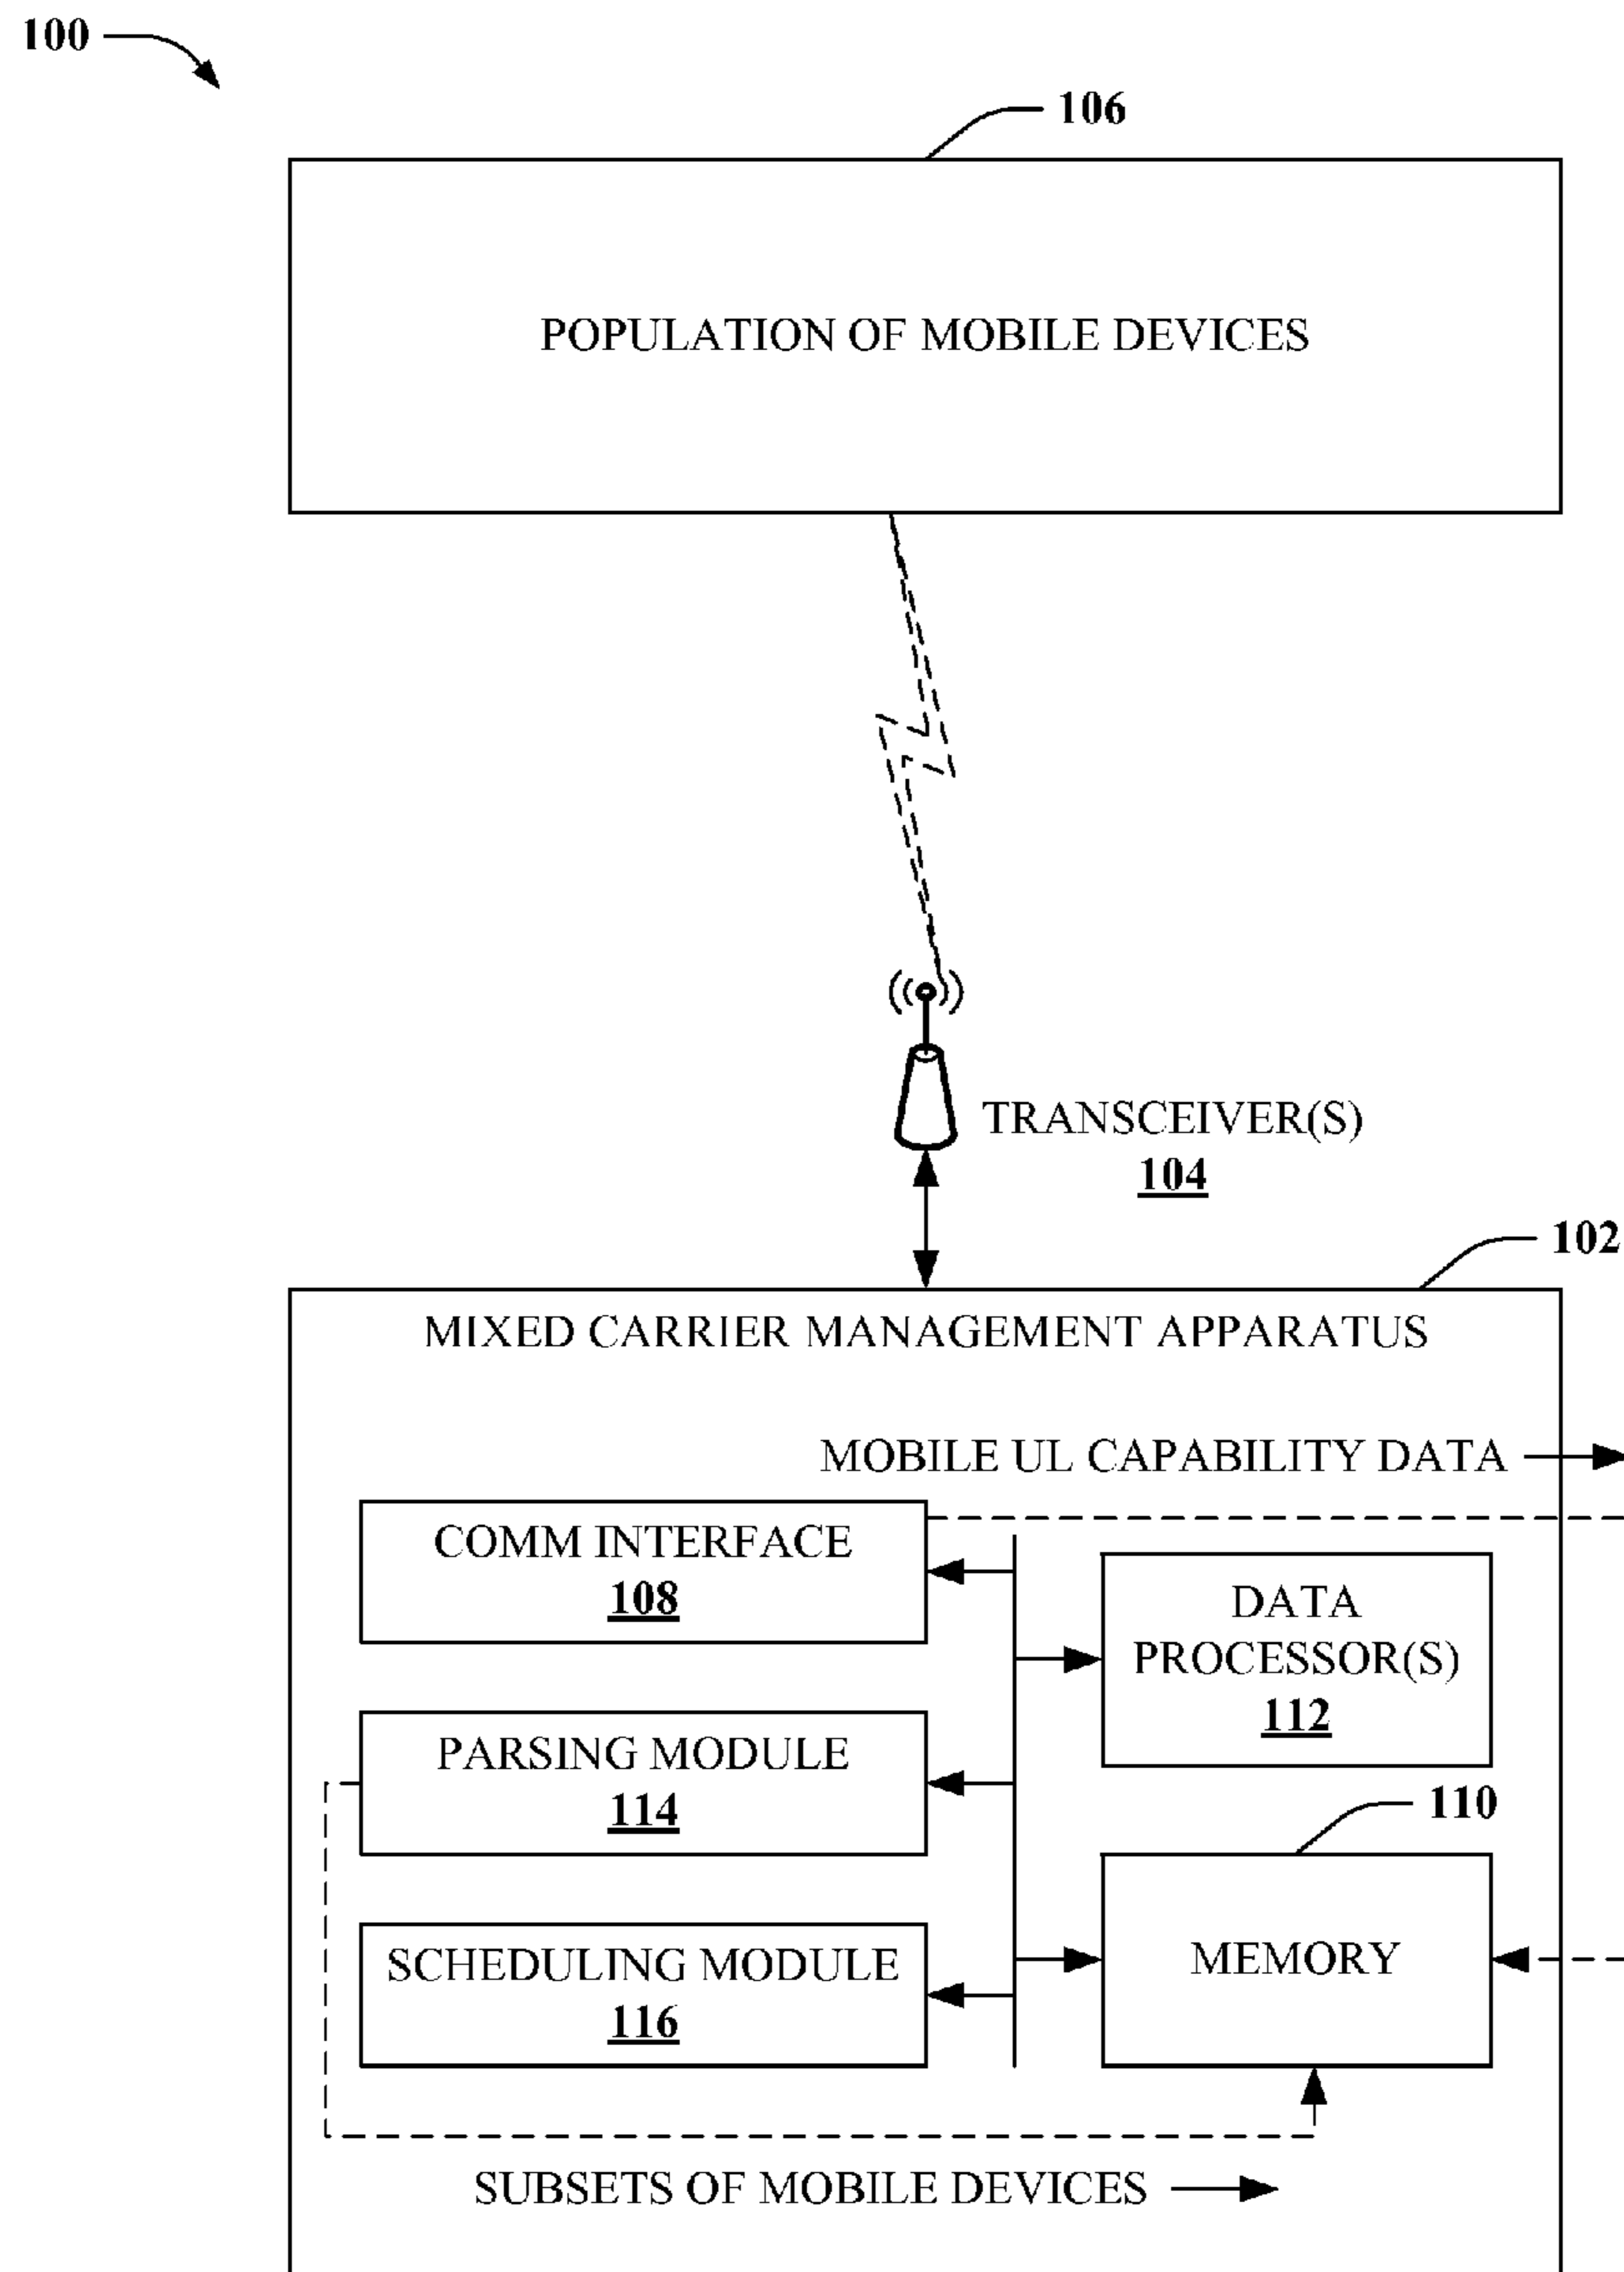 100
106
POPULATION OF MOBILE DEVICES
TRANSCEIVER(S)
104
102
MIXED CARRIER MANAGEMENT APPARATUS
MOBILE UL CAPABILITY DATA
COMM INTERFACE
108
DATA
PROCESSOR(S)
112
PARSING MODULE
114
110
MEMORY
SCHEDULING MODULE
116
SUBSETS OF MOBILE DEVICES